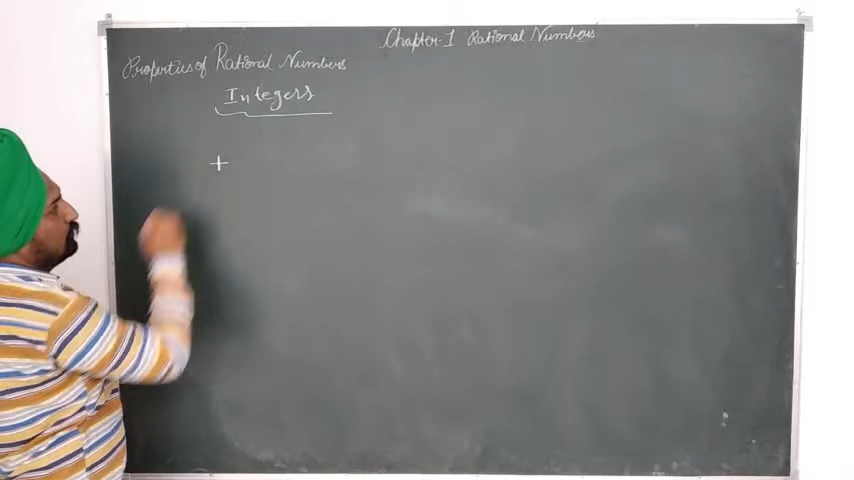 Chapter-1 Rational Numbers
Properties of Rational Numbers
Integers
+